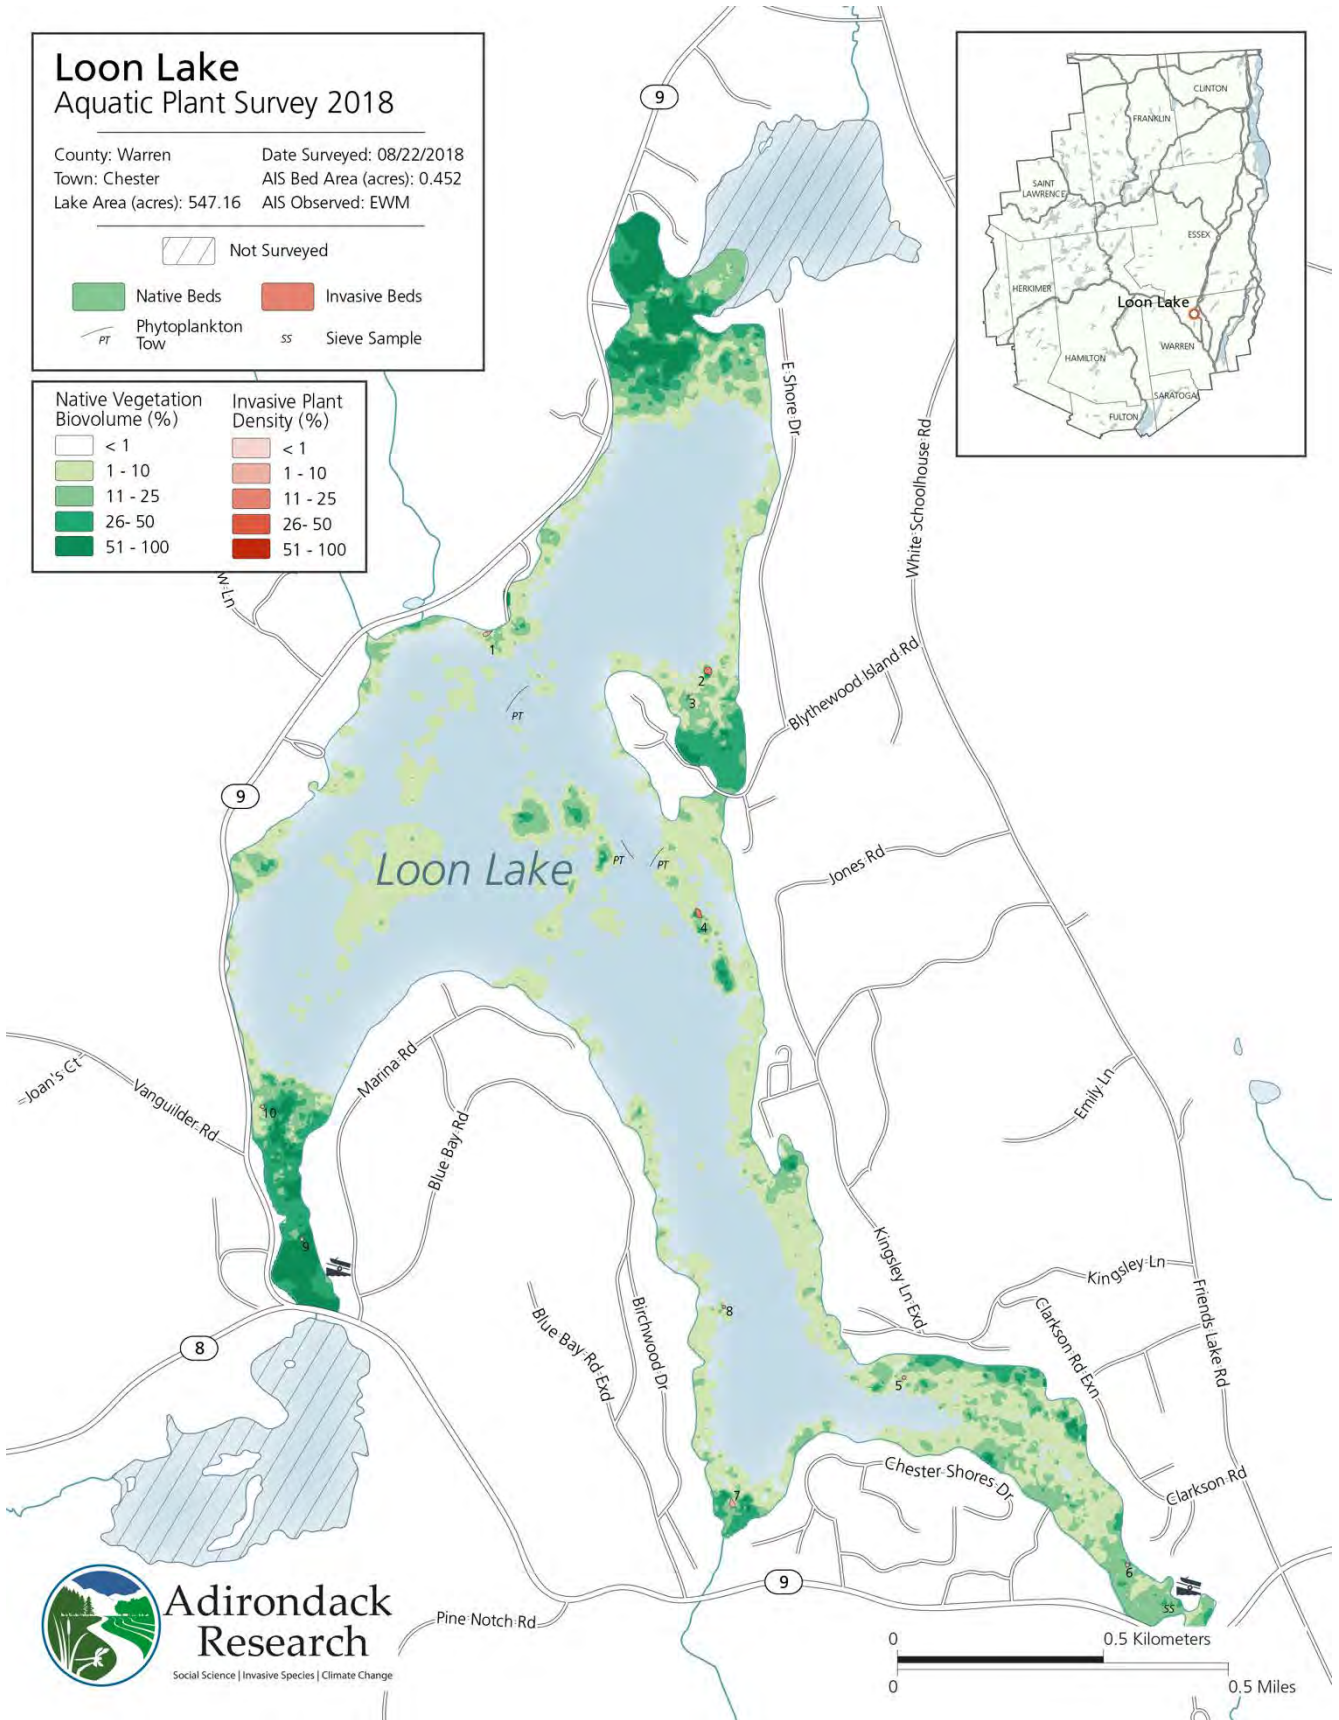 Loon Lake
Aquatic Plant Survey 2018
County: Warren
Town: Chester
Lake Area (acres): 547.16
Date Surveyed: 08/22/2018
AIS Bed Area (acres): 0.452
AIS Observed: EWM
Not Surveyed
Native Beds
Invasive Beds
PT
Phytoplankton
Tow
SS
Sieve Sample
Native Vegetation
Biovolume (%)
< 1
1 - 10
11 - 25
26- 50
51 - 100
Invasive Plant
Density (%)
< 1
1 - 10
11 - 25
26- 50
51 - 100
CLINTON
FRANKLIN
SAINT
LAWRENCE
ESSEX
HERKIMER
Loon Lake
WARREN
HAMILTON
SARATOGA
FULTON
9
E Shore Dr
White Schoolhouse Rd
w Ln
1
2
3
PT
Blythewood Island Rd
9
Loon Lake
PT
PT
Jones Rd
4
Joan's Ct
Vanguilder Rd
Marina Rd
Blue Bay Rd
10
Emily Ln
9
8
Kingsley Ln Exd
Kingsley Ln
Friends Lake Rd
Clarkson Rd Exn
8
Blue Bay Rd Exd
Birchwood Dr
5
Chester Shores Dr
Clarkson Rd
7
6
SS
9
Pine Notch Rd
Adirondack
Research
Social Science | Invasive Species | Climate Change
0
0.5 Kilometers
0
0.5 Miles